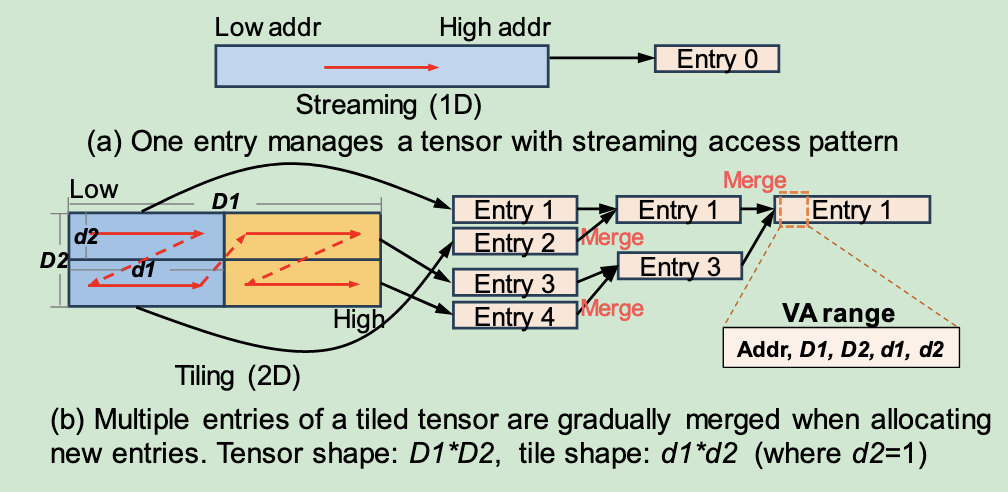 Low addr
High addr
Entry 0
Streaming (1D)
(a) One entry manages a tensor with streaming access pattern
Low
D1
d2
D2
d1
High
Tiling (2D)
Entry 1
Entry 2
Entry 3
Entry 4
Merge
Merge
Entry 1
Entry 3
Merge
Entry 1
VA range
Addr, D1, D2, d1, d2
(b) Multiple entries of a tiled tensor are gradually merged when allocating
new entries. Tensor shape: D1*D2, tile shape: d1*d2 (where d2=1)